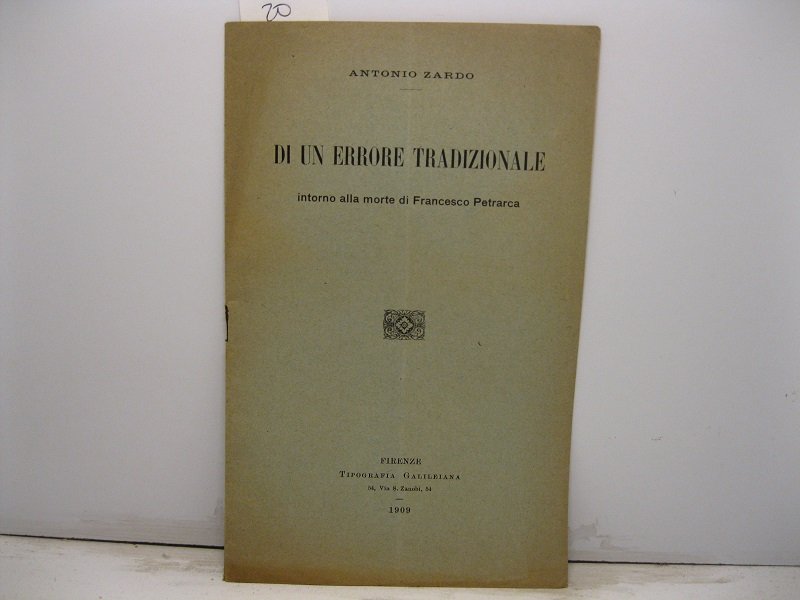 20
ANTONIO ZARDO
DI UN ERRORE TRADIZIONALE
intorno alla morte di Francesco Petrarca
FIRENZE
TIPOGRAFIA GALILEIANA
54, Via S. Zanobi, 54
1909